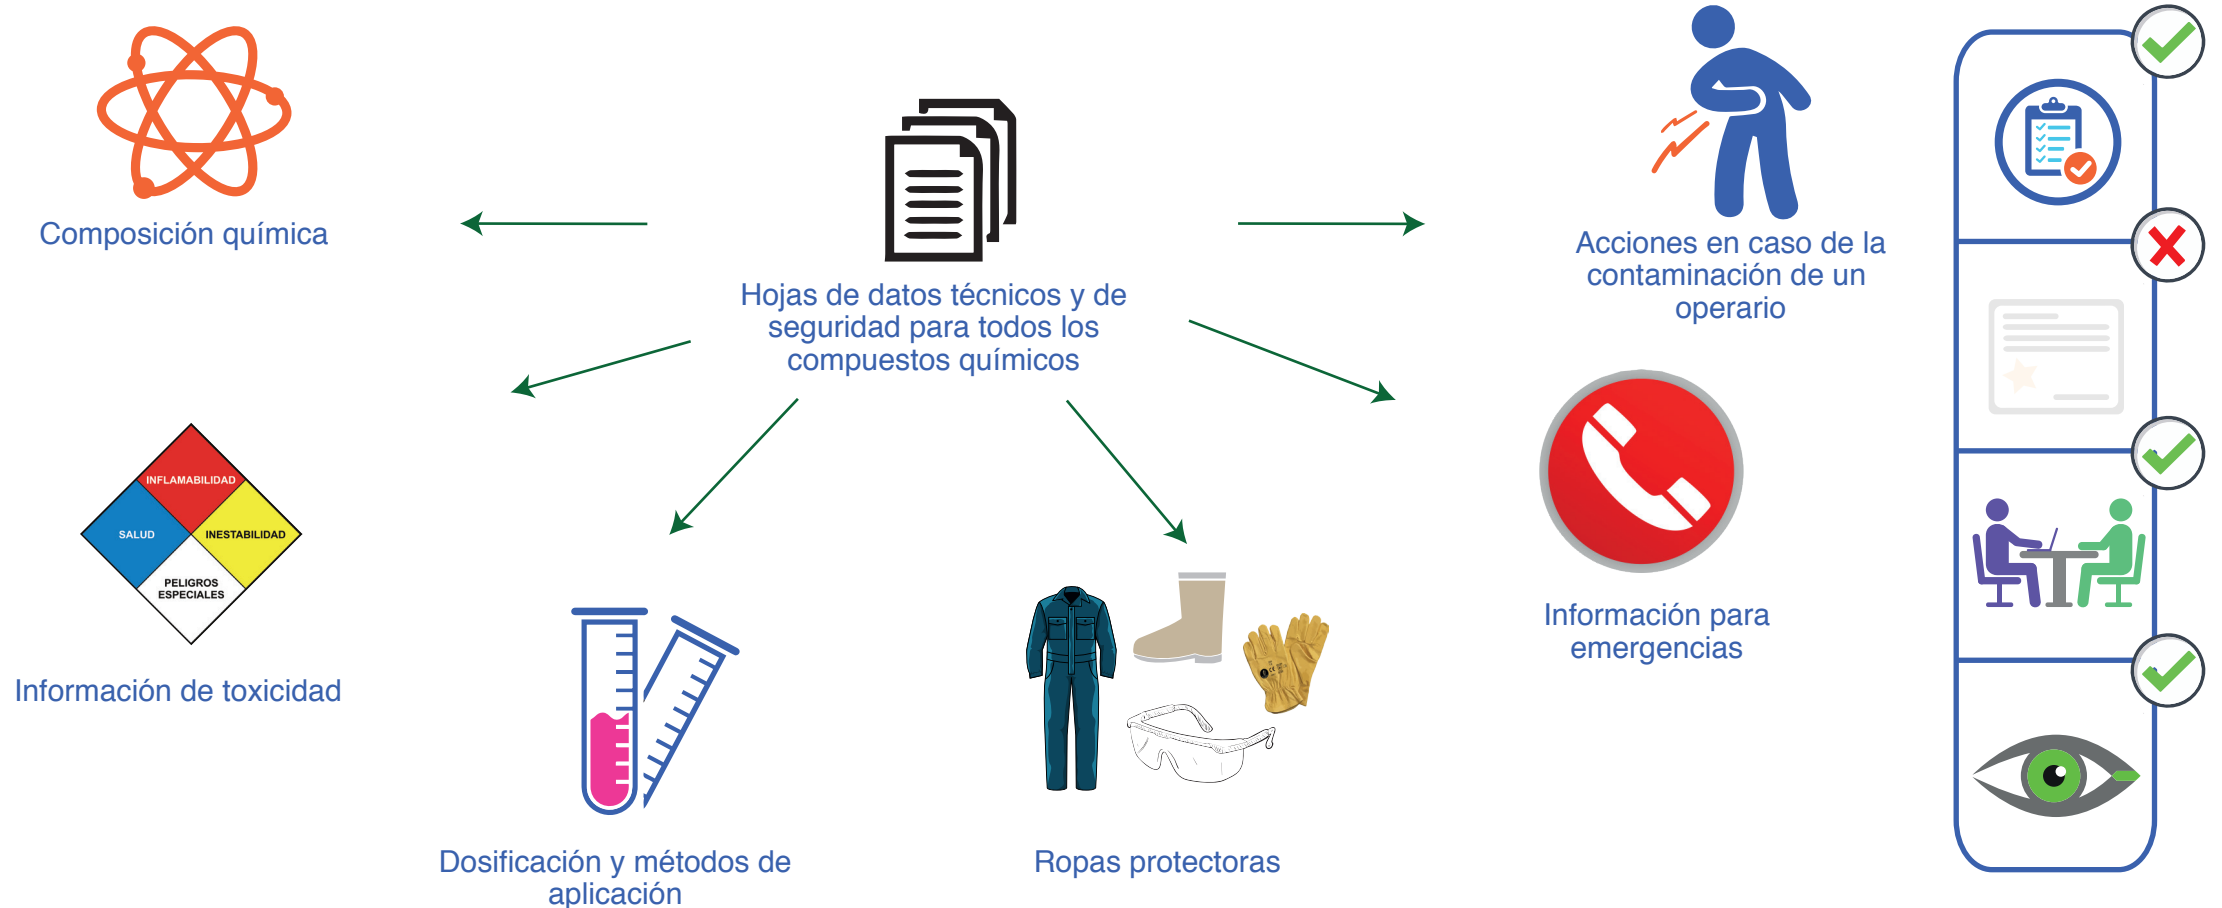 Composición química
Hojas de datos técnicos y de
seguridad para todos los
compuestos químicos
Acciones en caso de la
contaminación de un
operario
INFLAMABILIDAD
SALUD
INESTABILIDAD
PELIGROS
ESPECIALES
Información de toxicidad
Dosificación y métodos de
aplicación
Ropas protectoras
Información para
emergencias